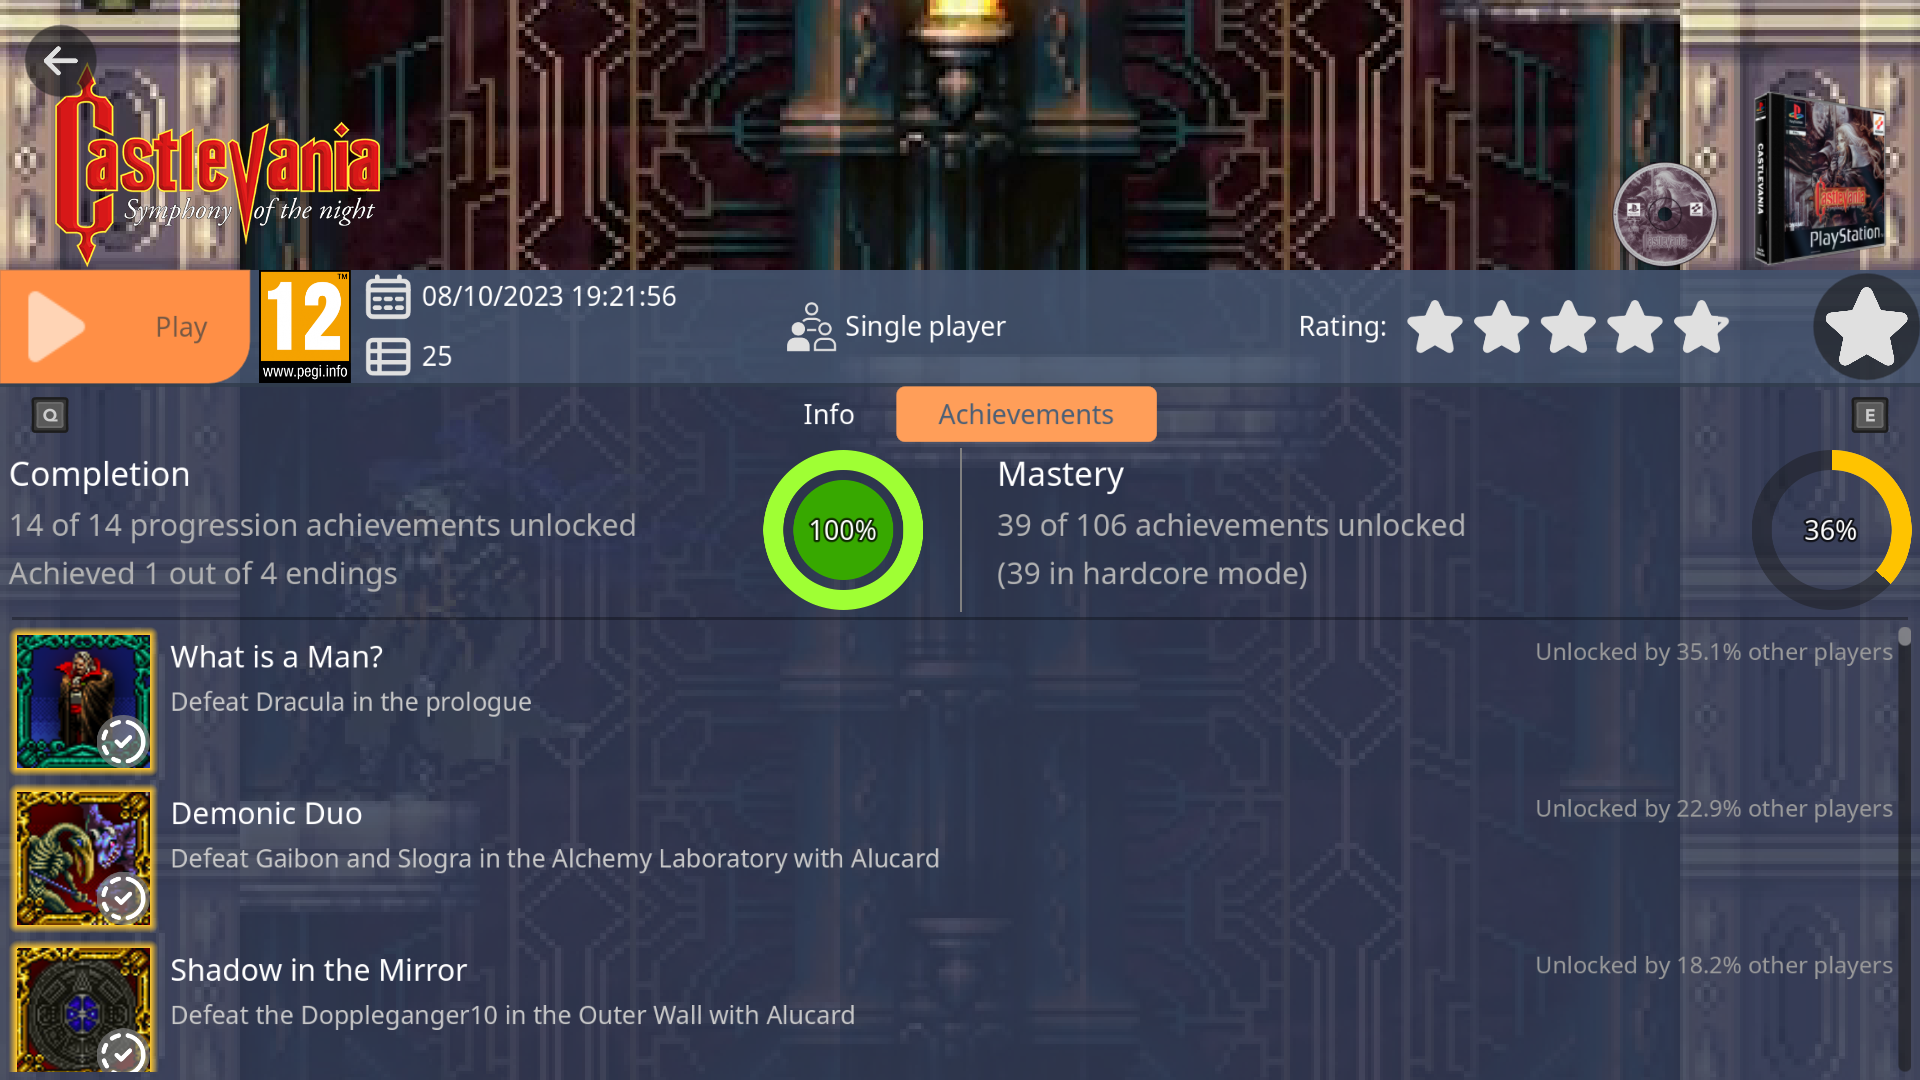 Castlevania
Symphony of the night
CASTLEVANIA
Castlevania
PlayStation
Play
12
www.pegi.info
08/10/2023 19:21:56
25
Single player
Rating:
Q
Info
Achievements
E
Completion
14 of 14 progression achievements unlocked
Achieved 1 out of 4 endings
100%
Mastery
39 of 106 achievements unlocked
(39 in hardcore mode)
36%
What is a Man?
Unlocked by 35.1% other players
Defeat Dracula in the prologue
Demonic Duo
Unlocked by 22.9% other players
Defeat Gaibon and Slogra in the Alchemy Laboratory with Alucard
Shadow in the Mirror
Unlocked by 18.2% other players
Defeat the Doppleganger10 in the Outer Wall with Alucard